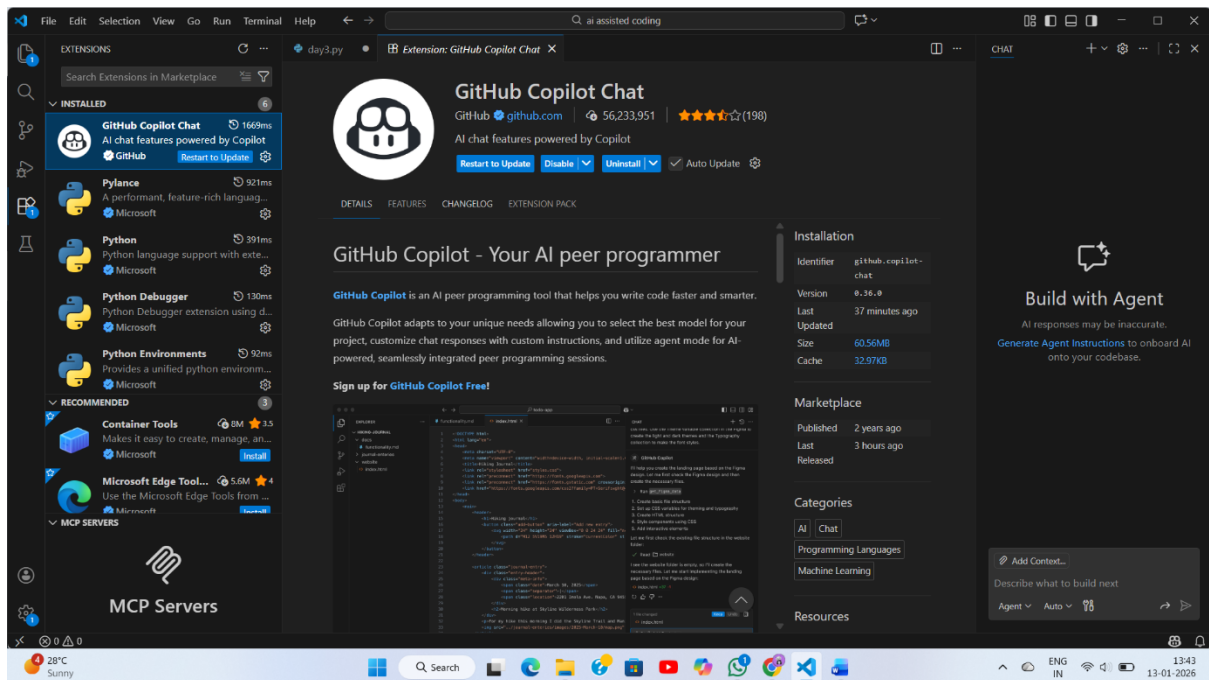 File Edit Selection View Go Run Terminal Help
ai assisted coding
EXTENSIONS
Search Extensions in Marketplace
INSTALLED 6
GitHub Copilot Chat 1669ms
AI chat features powered by Copilot
GitHub Restart to Update
Pylance 921ms
A performant, feature-rich languag...
Microsoft
Python 391ms
Python language support with exte...
Microsoft
Python Debugger 130ms
Python Debugger extension using d...
Microsoft
Python Environments 92ms
Provides a unified python environm...
Microsoft
RECOMMENDED 3
Container Tools 8M 3.5
Makes it easy to create, manage, an...
Microsoft Install
Microsoft Edge Tool... 5.6M 4
Use the Microsoft Edge Tools from ...
Microsoft Install
MCP SERVERS
MCP Servers
day3.py
Extension: GitHub Copilot Chat
GitHub Copilot Chat
GitHub github.com 56,233,951 (198)
AI chat features powered by Copilot
Restart to Update Disable Uninstall Auto Update
DETAILS FEATURES CHANGELOG EXTENSION PACK
GitHub Copilot - Your AI peer programmer
GitHub Copilot is an AI peer programming tool that helps you write code faster and smarter.
GitHub Copilot adapts to your unique needs allowing you to select the best model for your
project, customize chat responses with custom instructions, and utilize agent mode for AI-
powered, seamlessly integrated peer programming sessions.
Sign up for GitHub Copilot Free!
Installation
Identifier github.copilot-
chat
Version 0.36.0
Last 37 minutes ago
Updated
Size 60.56MB
Cache 32.97KB
Marketplace
Published 2 years ago
Last 3 hours ago
Released
Categories
AI Chat
Programming Languages
Machine Learning
Resources
CHAT
Build with Agent
AI responses may be inaccurate.
Generate Agent Instructions to onboard AI
onto your codebase.
Add Context...
Describe what to build next
Agent Auto
0 0
4 28°C
Sunny
Search
ENG
IN
13:43
13-01-2026